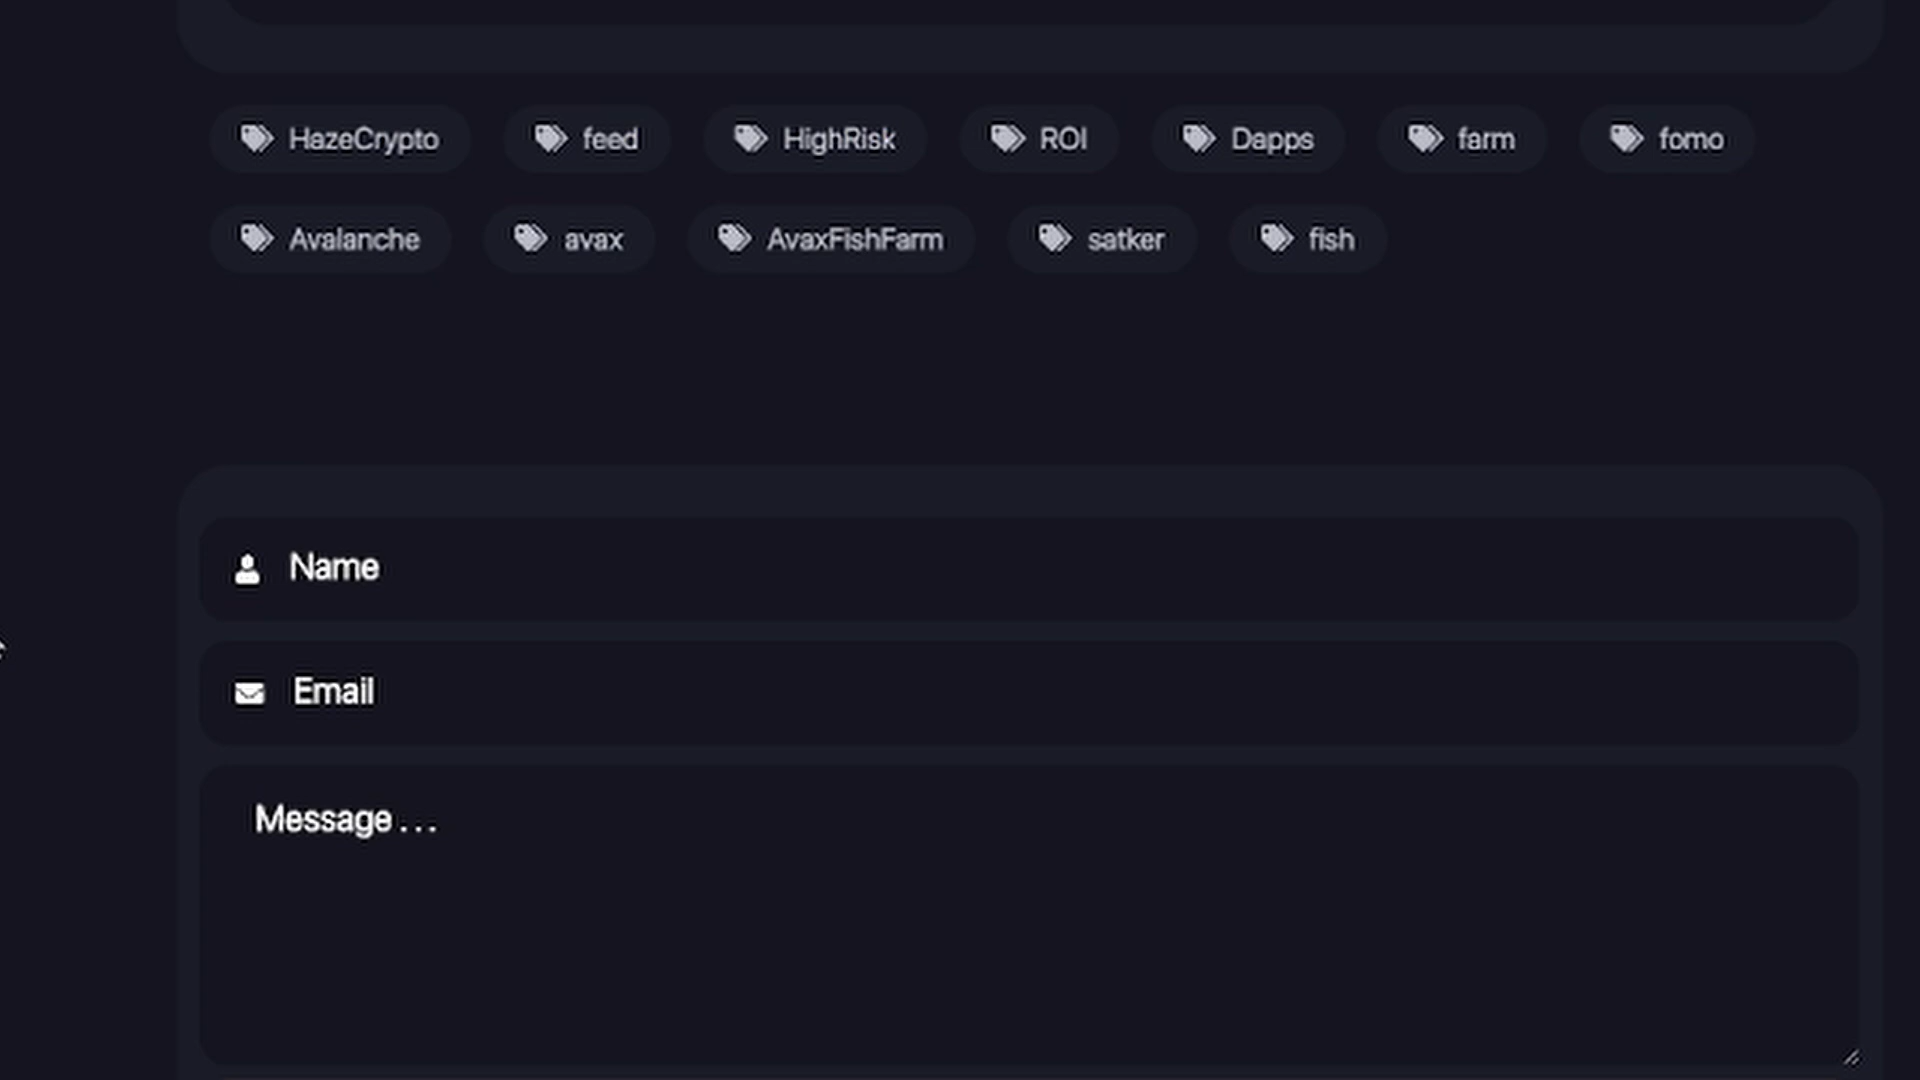 HazeCrypto feed HighRisk ROI Dapps farm fomo
Avalanche avax AvaxFishFarm satker fish
Name
Email
Message . . .